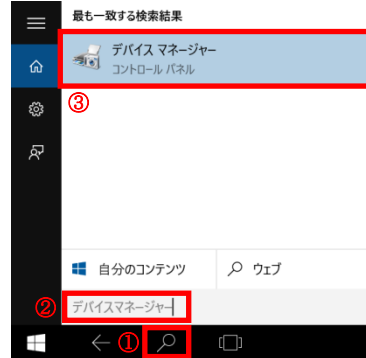 最も一致する検索結果
デバイス マネージャー
コントロール パネル
③
自分のコンテンツ
ウェブ
② デバイスマネージャー
①